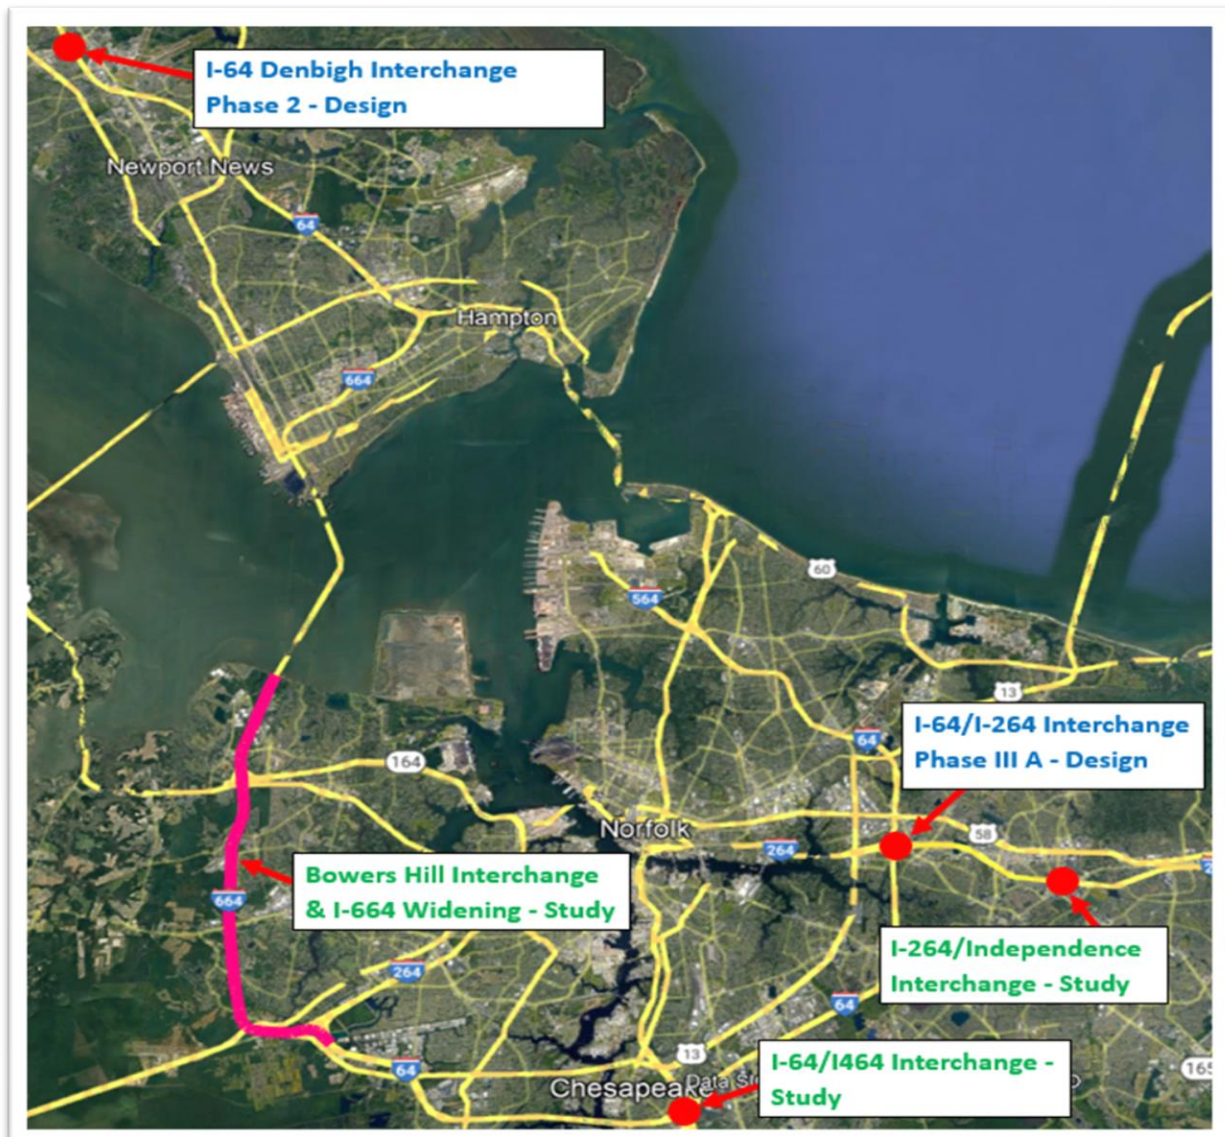 I-64 Denbigh Interchange
Phase 2 - Design
Newport News
64
Hampton
664
60
564
13
I-64/I-264 Interchange
Phase III A - Design
64
164
58
Norfolk
264
Bowers Hill Interchange
& I-664 Widening - Study
664
I-264/Independence
Interchange - Study
264
64
13
I-64/I464 Interchange -
Study
64
Chesapeake
165